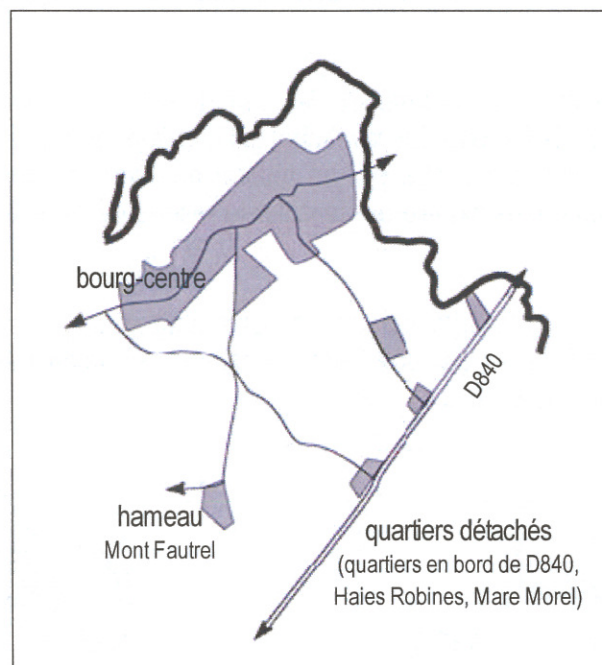 bourg-centre
D840
hameau
Mont Fautrel
quartiers détachés
(quartiers en bord de D840,
Haies Robines, Mare Morel)